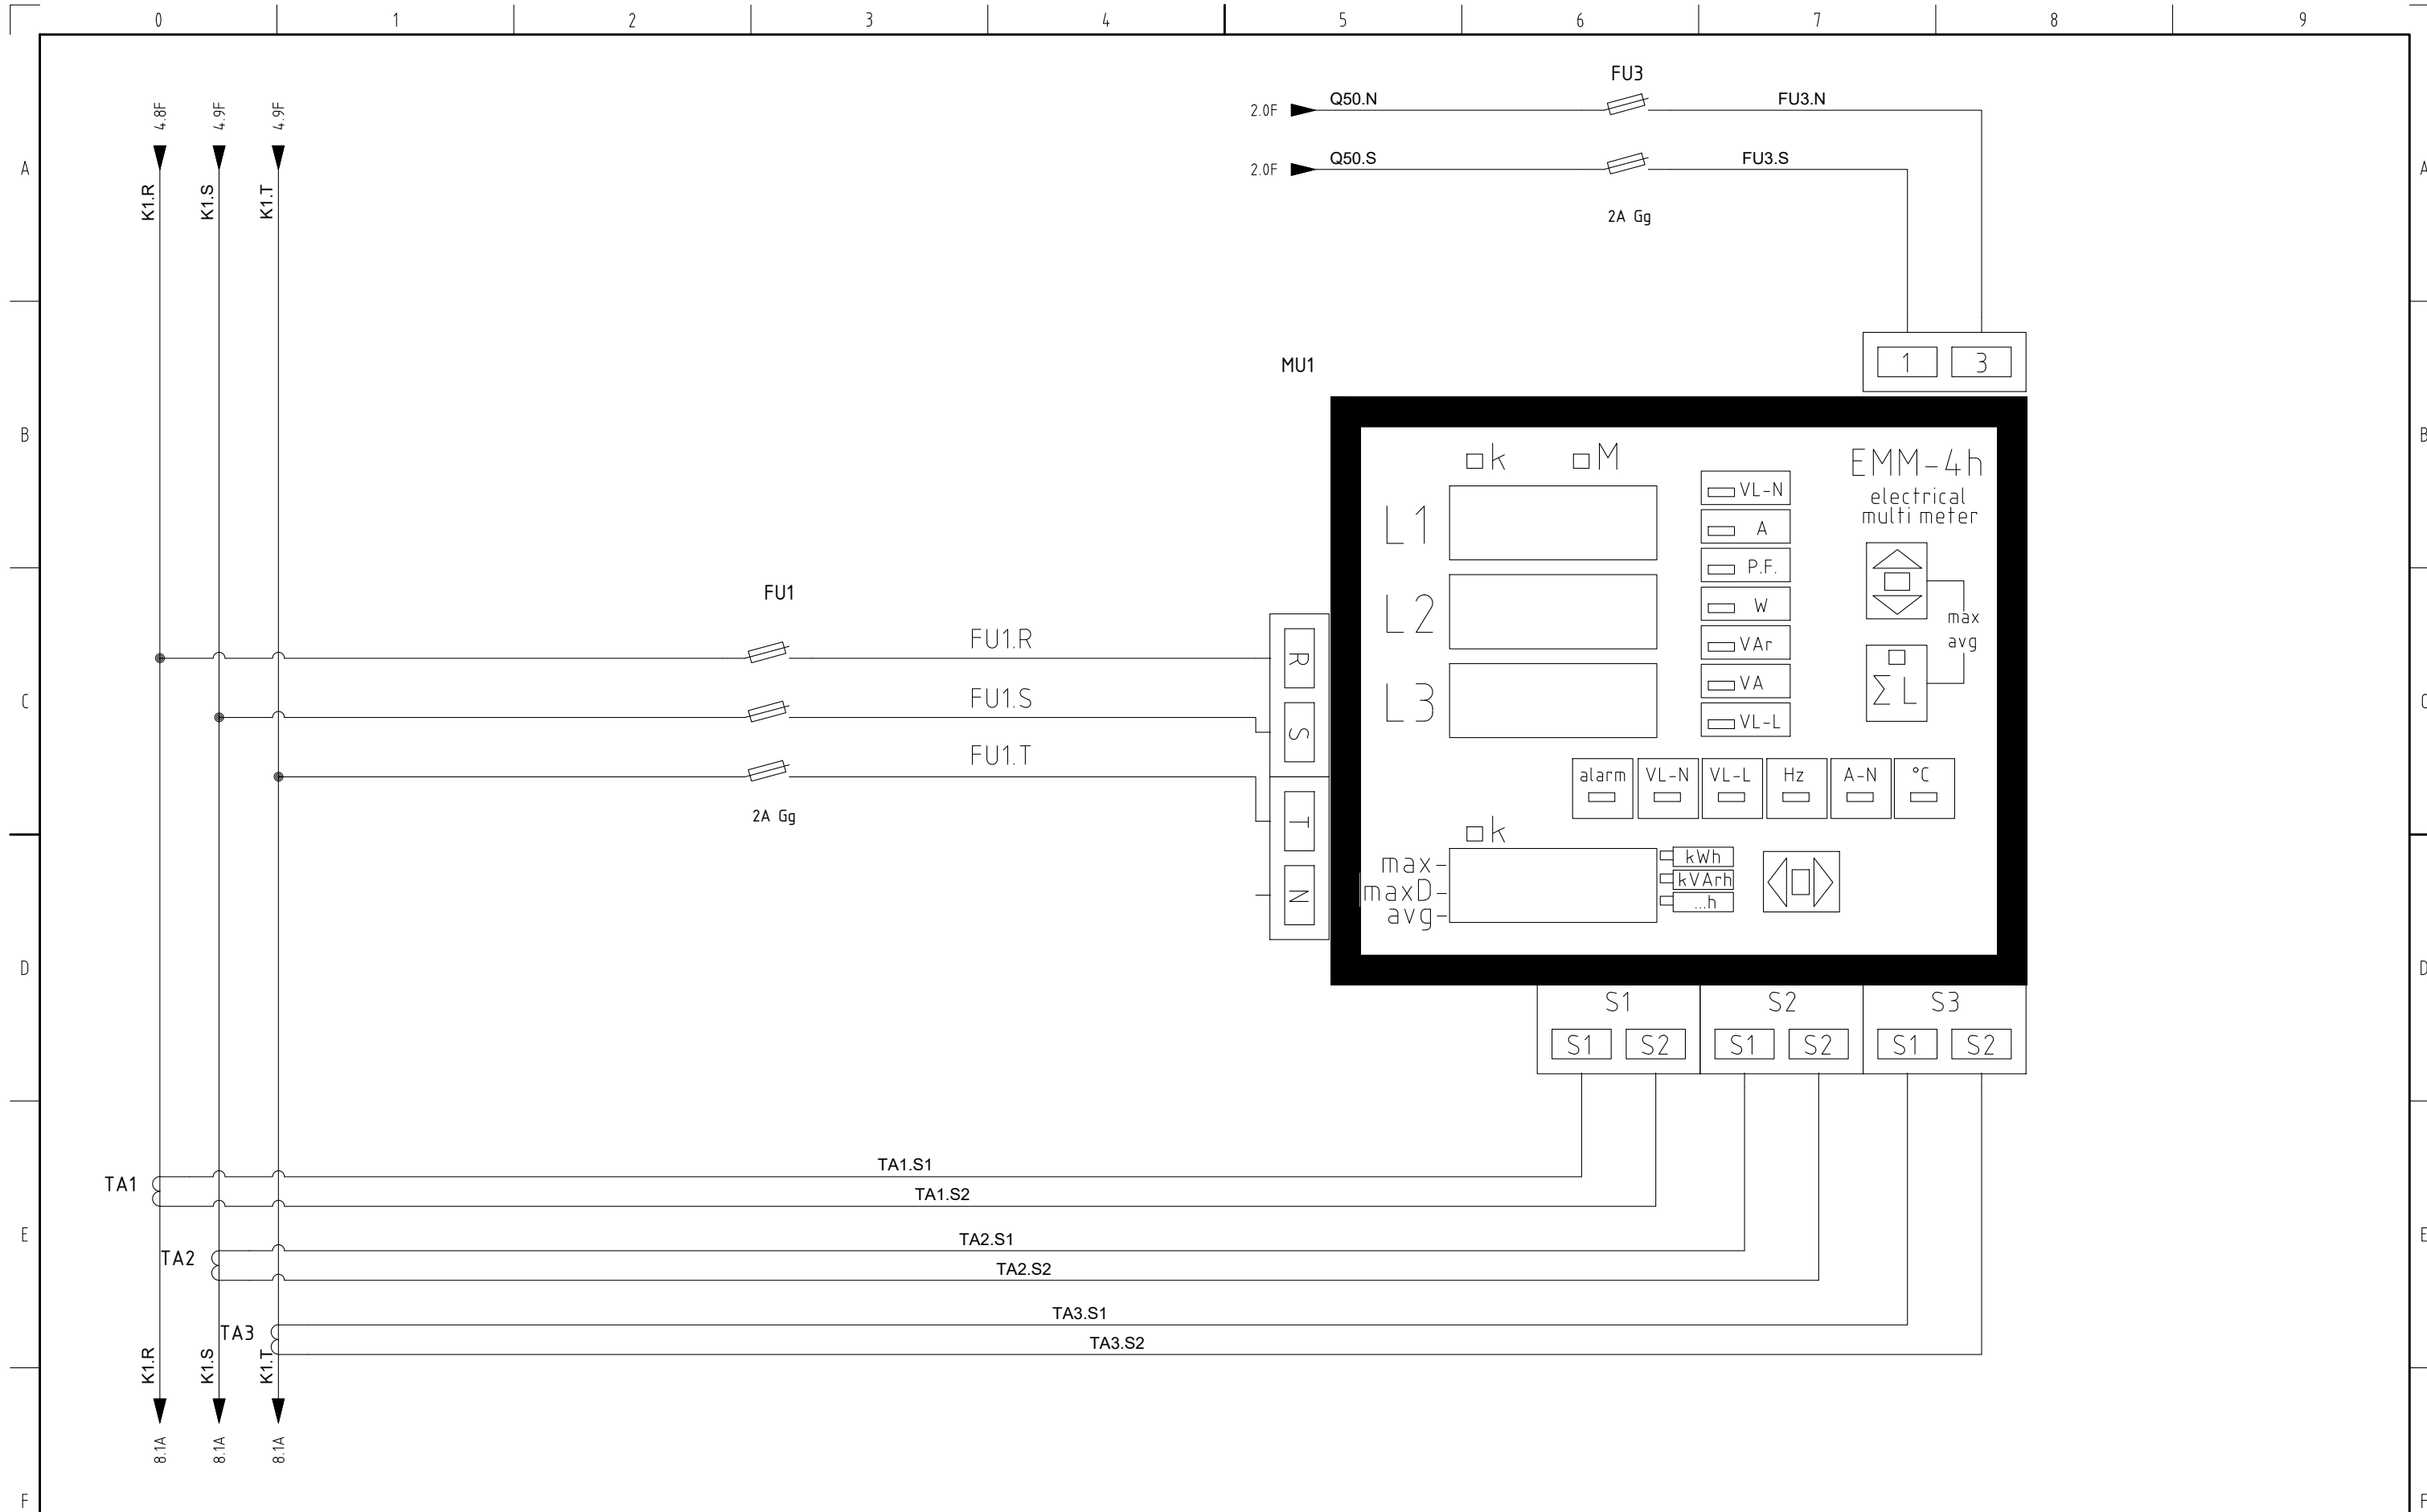 0 1 2 3 4 5 6 7 8 9
FU3
4.8F 4.9F 4.9F
2.0F Q50.N FU3.N
2.0F Q50.S FU3.S
A A
K1.R K1.S K1.T
2A Gg
MU1
1 3
B B
k M
EMM-4h
electrical
multi meter
L1
VL-N
A
P.F.
W
VAr
VA
VL-L
L2
L3
max
avg
ΣL
FU1
FU1.R
FU1.S
FU1.T
2A Gg
R
S
T
N
C C
alarm VL-N VL-L Hz A-N °C
k
max-
maxD-
avg-
kWh
kVArh
...h
D D
S1 S2 S3
S1 S2 S1 S2 S1 S2
TA1 TA1.S1
TA1.S2
E E
TA2 TA2.S1
TA2.S2
TA3 TA3.S1
TA3.S2
K1.R K1.S K1.T
8.1A 8.1A 8.1A
F F